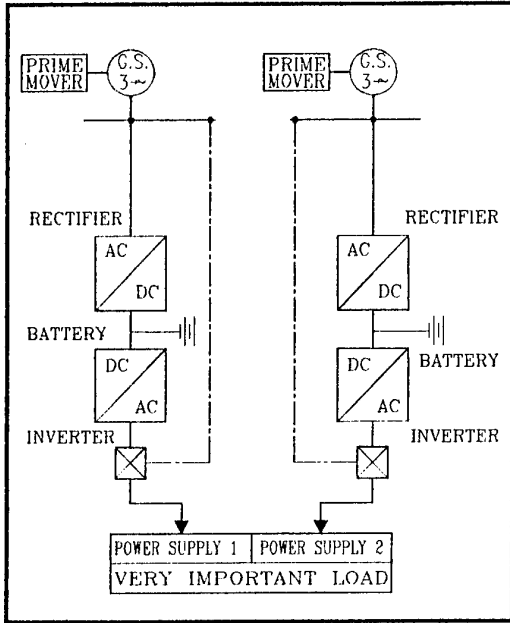 PRIME MOVER
G.S. 3~
PRIME MOVER
G.S. 3~
RECTIFIER
RECTIFIER
AC
DC
AC
DC
BATTERY
BATTERY
DC
AC
DC
AC
INVERTER
INVERTER
POWER SUPPLY 1
POWER SUPPLY 2
VERY IMPORTANT LOAD